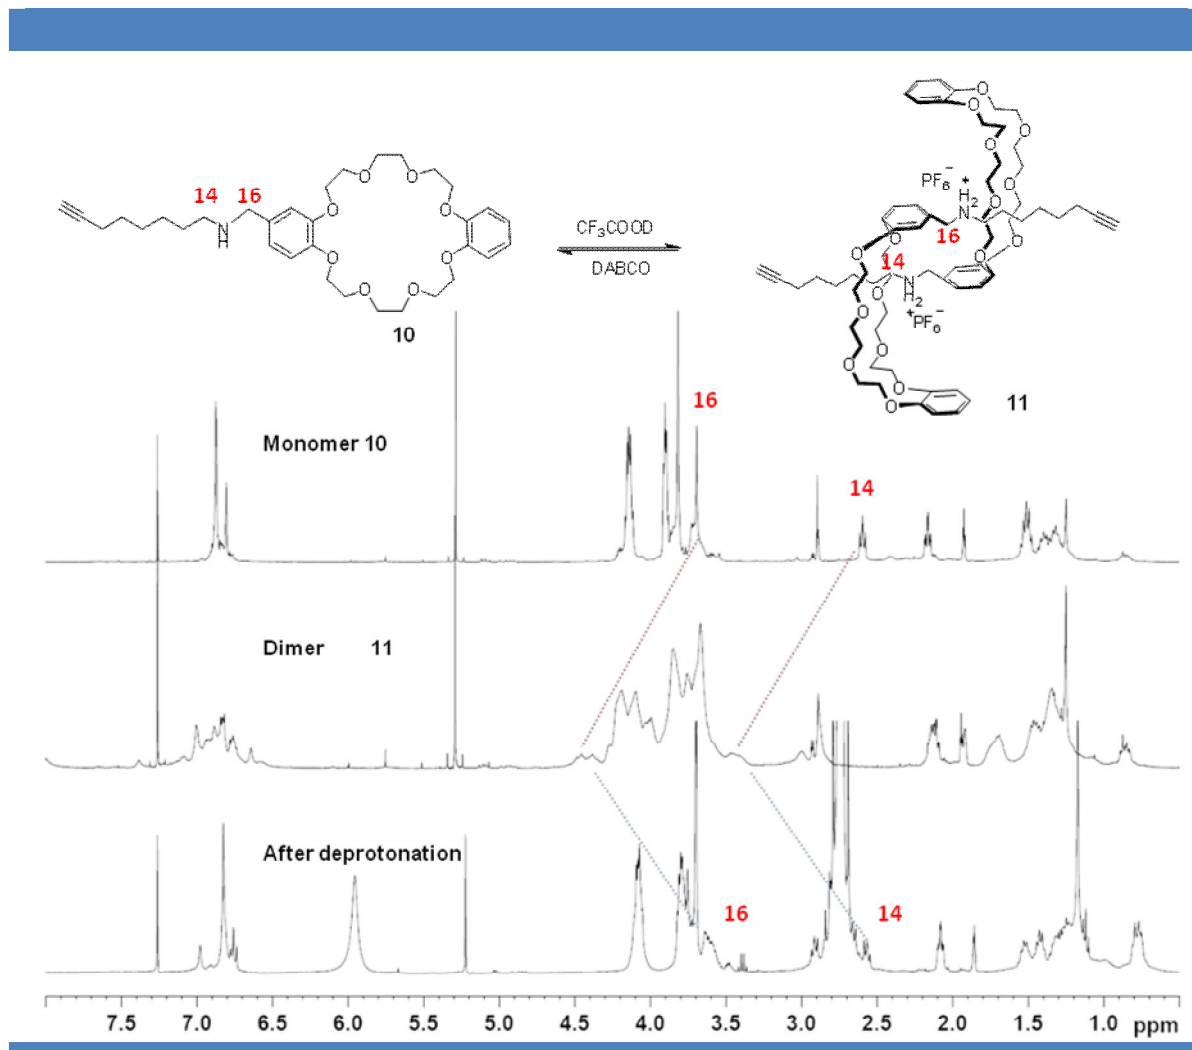 14 16
O O O O
N
H
O O O O
10
CF₃COOD
DABCO
O O O O
PF₆⁻ +
H₂
N
16
O O O
14
N
H₂
+PF₆⁻
O O O O
11
16
Monomer 10
14
Dimer 11
After deprotonation
16 14
7.5 7.0 6.5 6.0 5.5 5.0 4.5 4.0 3.5 3.0 2.5 2.0 1.5 1.0 ppm